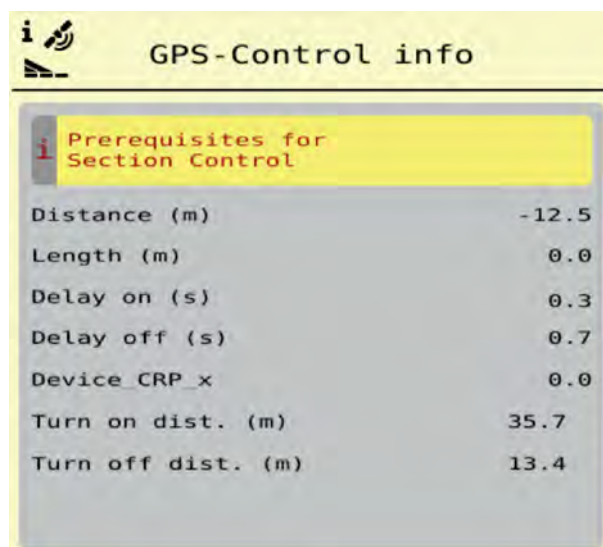 i
GPS-Control info
i Prerequisites for
Section Control
Distance (m) -12.5
Length (m) 0.0
Delay on (s) 0.3
Delay off (s) 0.7
Device_CRP_x 0.0
Turn on dist. (m) 35.7
Turn off dist. (m) 13.4